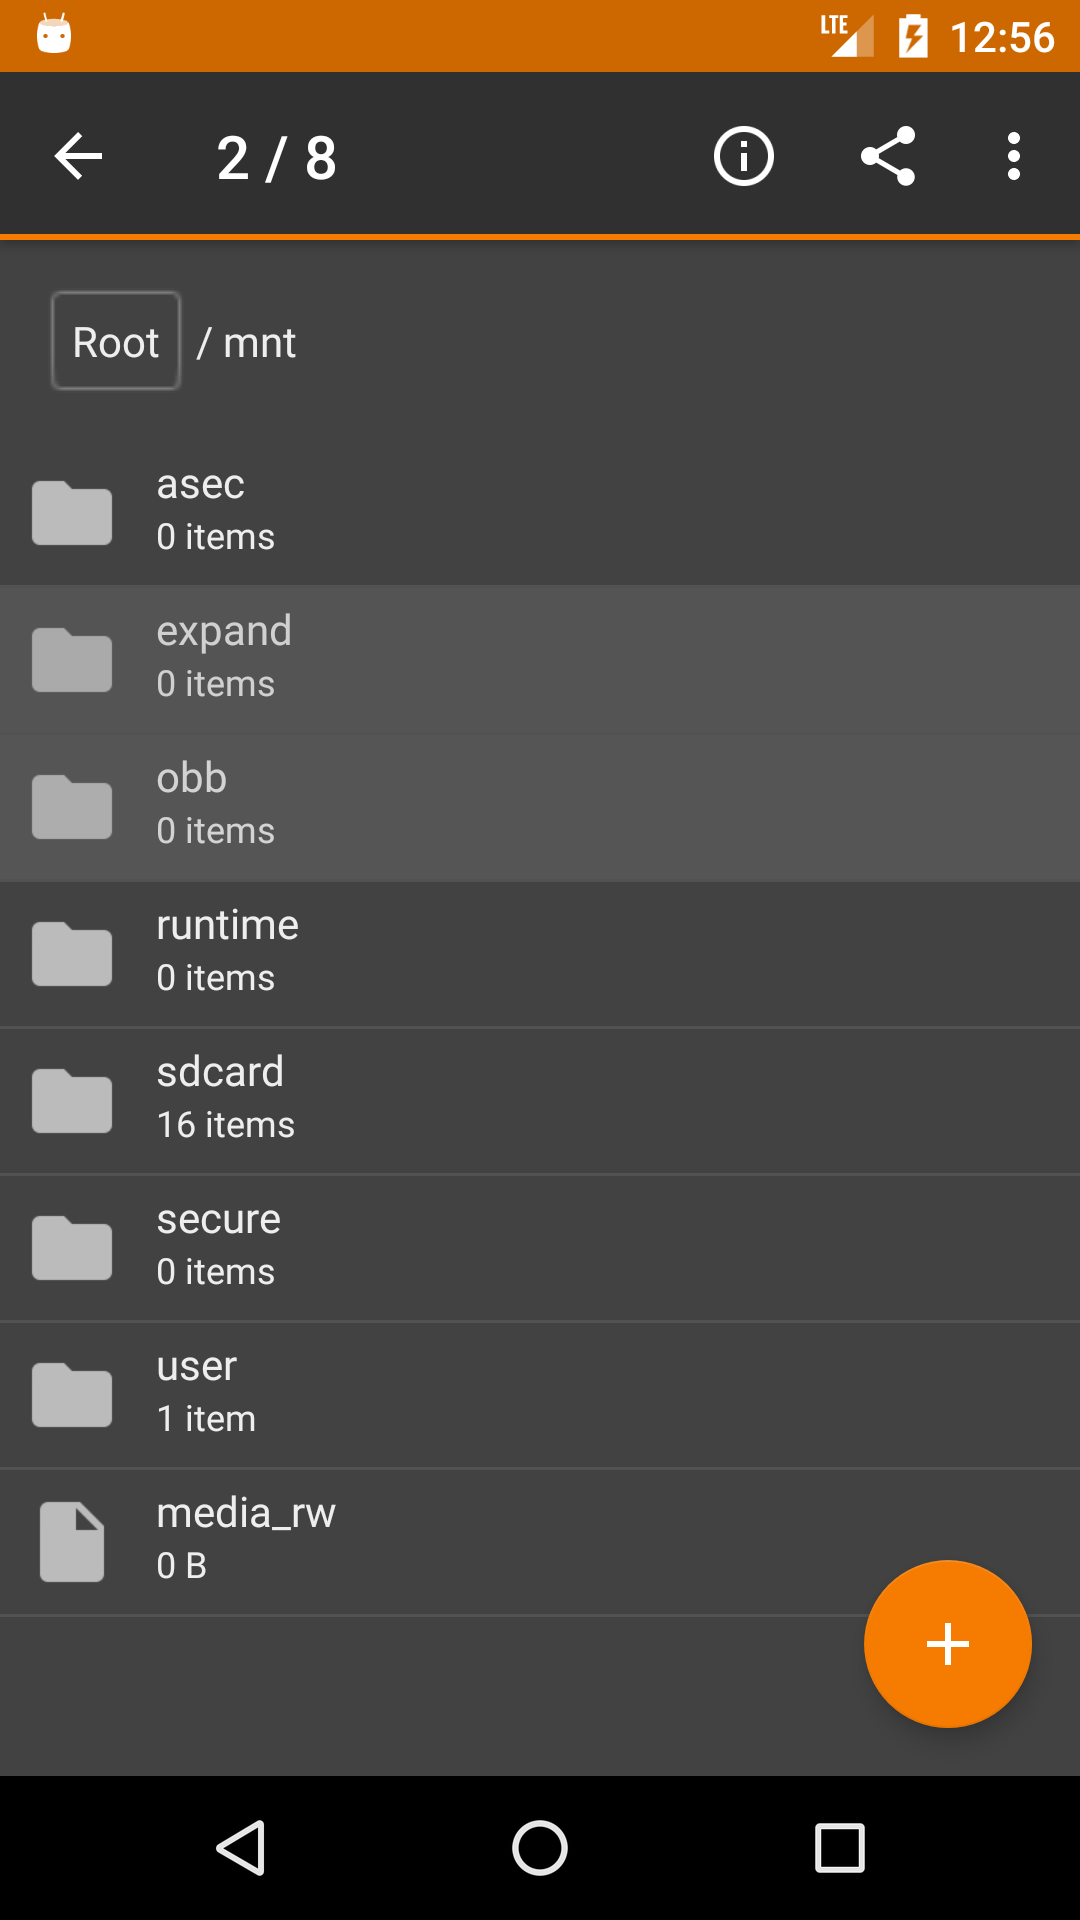 LTE 12:56
2 / 8
Root / mnt
asec
0 items
expand
0 items
obb
0 items
runtime
0 items
sdcard
16 items
secure
0 items
user
1 item
media_rw
0 B